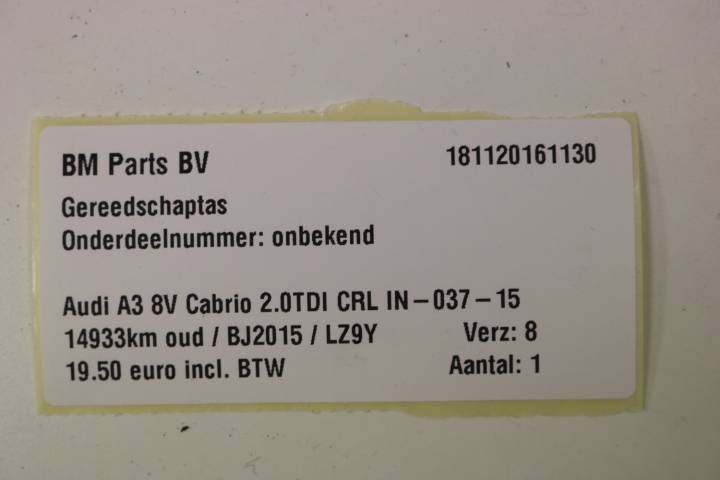 BM Parts BV 181120161130
Gereedschaptas
Onderdeelnummer: onbekend
Audi A3 8V Cabrio 2.0TDI CRL IN-037-15
14933km oud / BJ2015 / LZ9Y Verz: 8
19.50 euro incl. BTW Aantal: 1